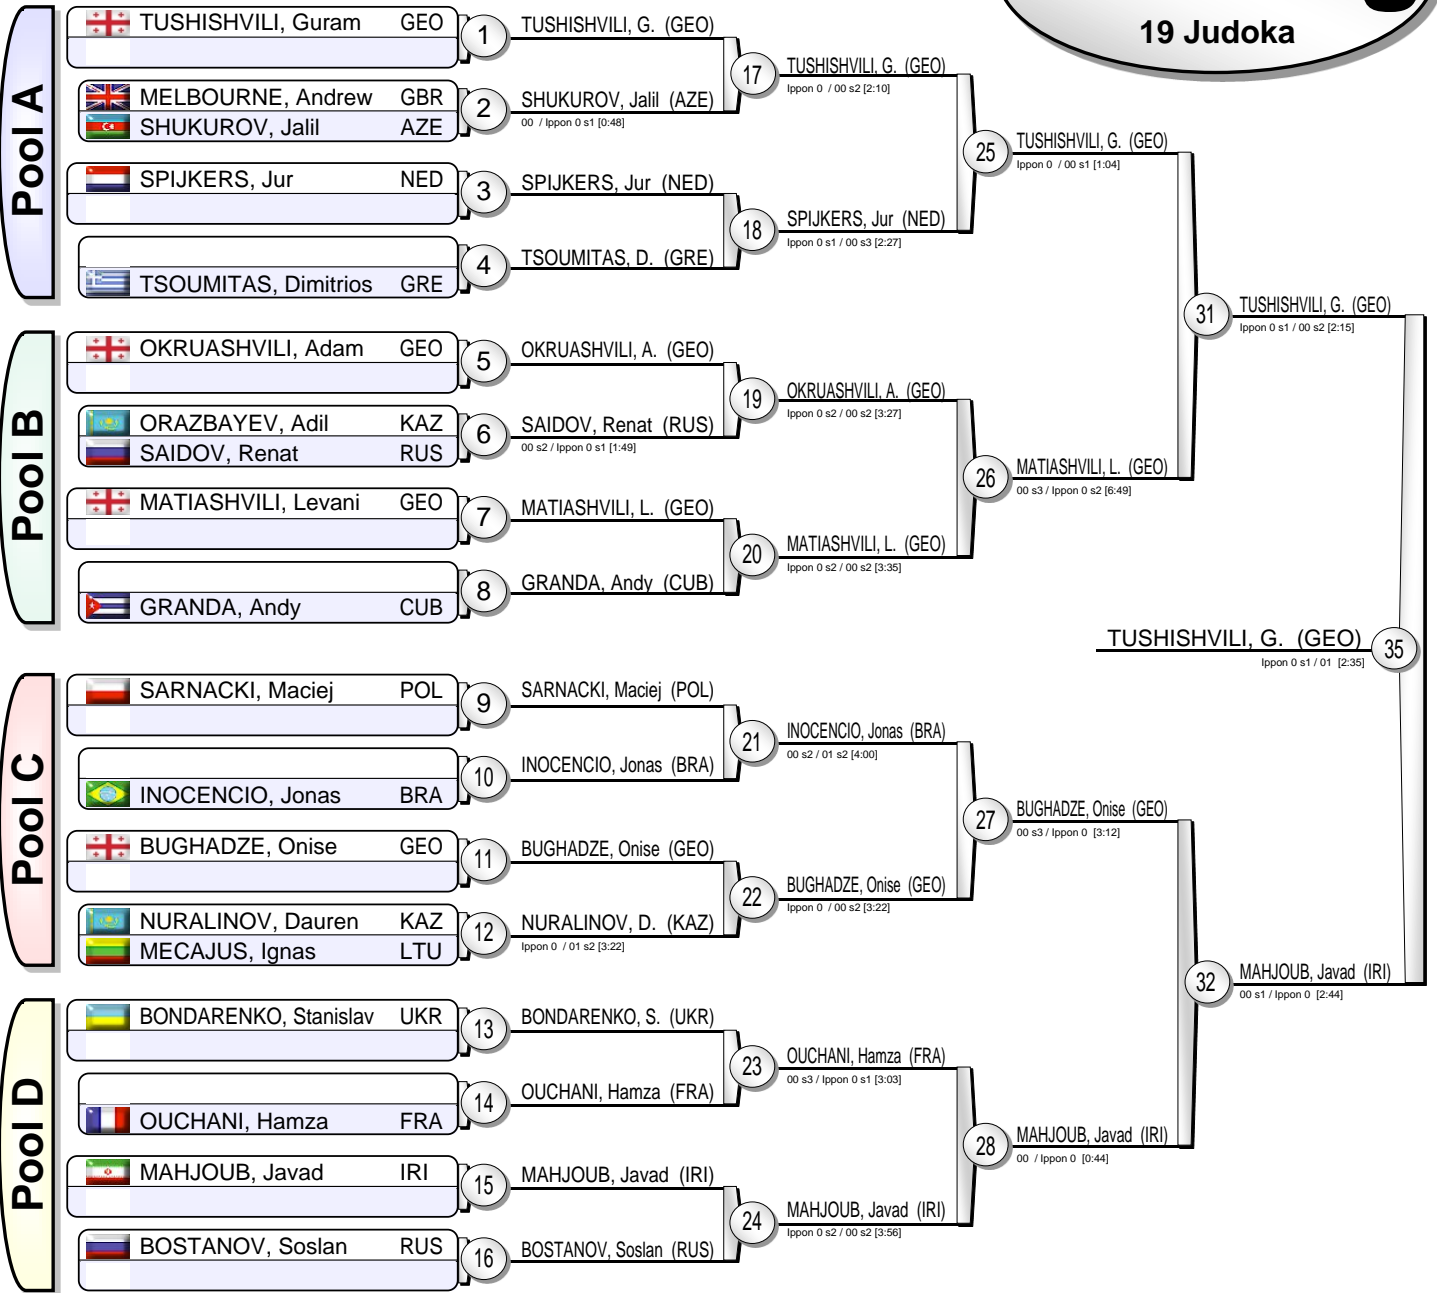 19 Judoka
Pool A
TUSHISHVILI, Guram GEO
1
TUSHISHVILI, G. (GEO)
MELBOURNE, Andrew GBR
SHUKUROV, Jalil AZE
2
SHUKUROV, Jalil (AZE)
00 / Ippon 0 s1 [0:48]
17
TUSHISHVILI, G. (GEO)
Ippon 0 / 00 s2 [2:10]
SPIJKERS, Jur NED
3
SPIJKERS, Jur (NED)
TSOUMITAS, Dimitrios GRE
4
TSOUMITAS, D. (GRE)
18
SPIJKERS, Jur (NED)
Ippon 0 s1 / 00 s3 [2:27]
25
TUSHISHVILI, G. (GEO)
Ippon 0 / 00 s1 [1:04]
Pool B
OKRUASHVILI, Adam GEO
5
OKRUASHVILI, A. (GEO)
ORAZBAYEV, Adil KAZ
SAIDOV, Renat RUS
6
SAIDOV, Renat (RUS)
00 s2 / Ippon 0 s1 [1:49]
19
OKRUASHVILI, A. (GEO)
Ippon 0 s2 / 00 s2 [3:27]
MATIASHVILI, Levani GEO
7
MATIASHVILI, L. (GEO)
GRANDA, Andy CUB
8
GRANDA, Andy (CUB)
20
MATIASHVILI, L. (GEO)
Ippon 0 s2 / 00 s2 [3:35]
26
MATIASHVILI, L. (GEO)
00 s3 / Ippon 0 s2 [6:49]
31
TUSHISHVILI, G. (GEO)
Ippon 0 s1 / 00 s2 [2:15]
TUSHISHVILI, G. (GEO)
35
Ippon 0 s1 / 01 [2:35]
Pool C
SARNACKI, Maciej POL
9
SARNACKI, Maciej (POL)
INOCENCIO, Jonas BRA
10
INOCENCIO, Jonas (BRA)
21
INOCENCIO, Jonas (BRA)
00 s2 / 01 s2 [4:00]
BUGHADZE, Onise GEO
11
BUGHADZE, Onise (GEO)
NURALINOV, Dauren KAZ
MECAJUS, Ignas LTU
12
NURALINOV, D. (KAZ)
Ippon 0 / 01 s2 [3:22]
22
BUGHADZE, Onise (GEO)
Ippon 0 / 00 s2 [3:22]
27
BUGHADZE, Onise (GEO)
00 s3 / Ippon 0 [3:12]
Pool D
BONDARENKO, Stanislav UKR
13
BONDARENKO, S. (UKR)
OUCHANI, Hamza FRA
14
OUCHANI, Hamza (FRA)
23
OUCHANI, Hamza (FRA)
00 s3 / Ippon 0 s1 [3:03]
MAHJOUB, Javad IRI
15
MAHJOUB, Javad (IRI)
BOSTANOV, Soslan RUS
16
BOSTANOV, Soslan (RUS)
24
MAHJOUB, Javad (IRI)
Ippon 0 s2 / 00 s2 [3:56]
28
MAHJOUB, Javad (IRI)
00 / Ippon 0 [0:44]
32
MAHJOUB, Javad (IRI)
00 s1 / Ippon 0 [2:44]